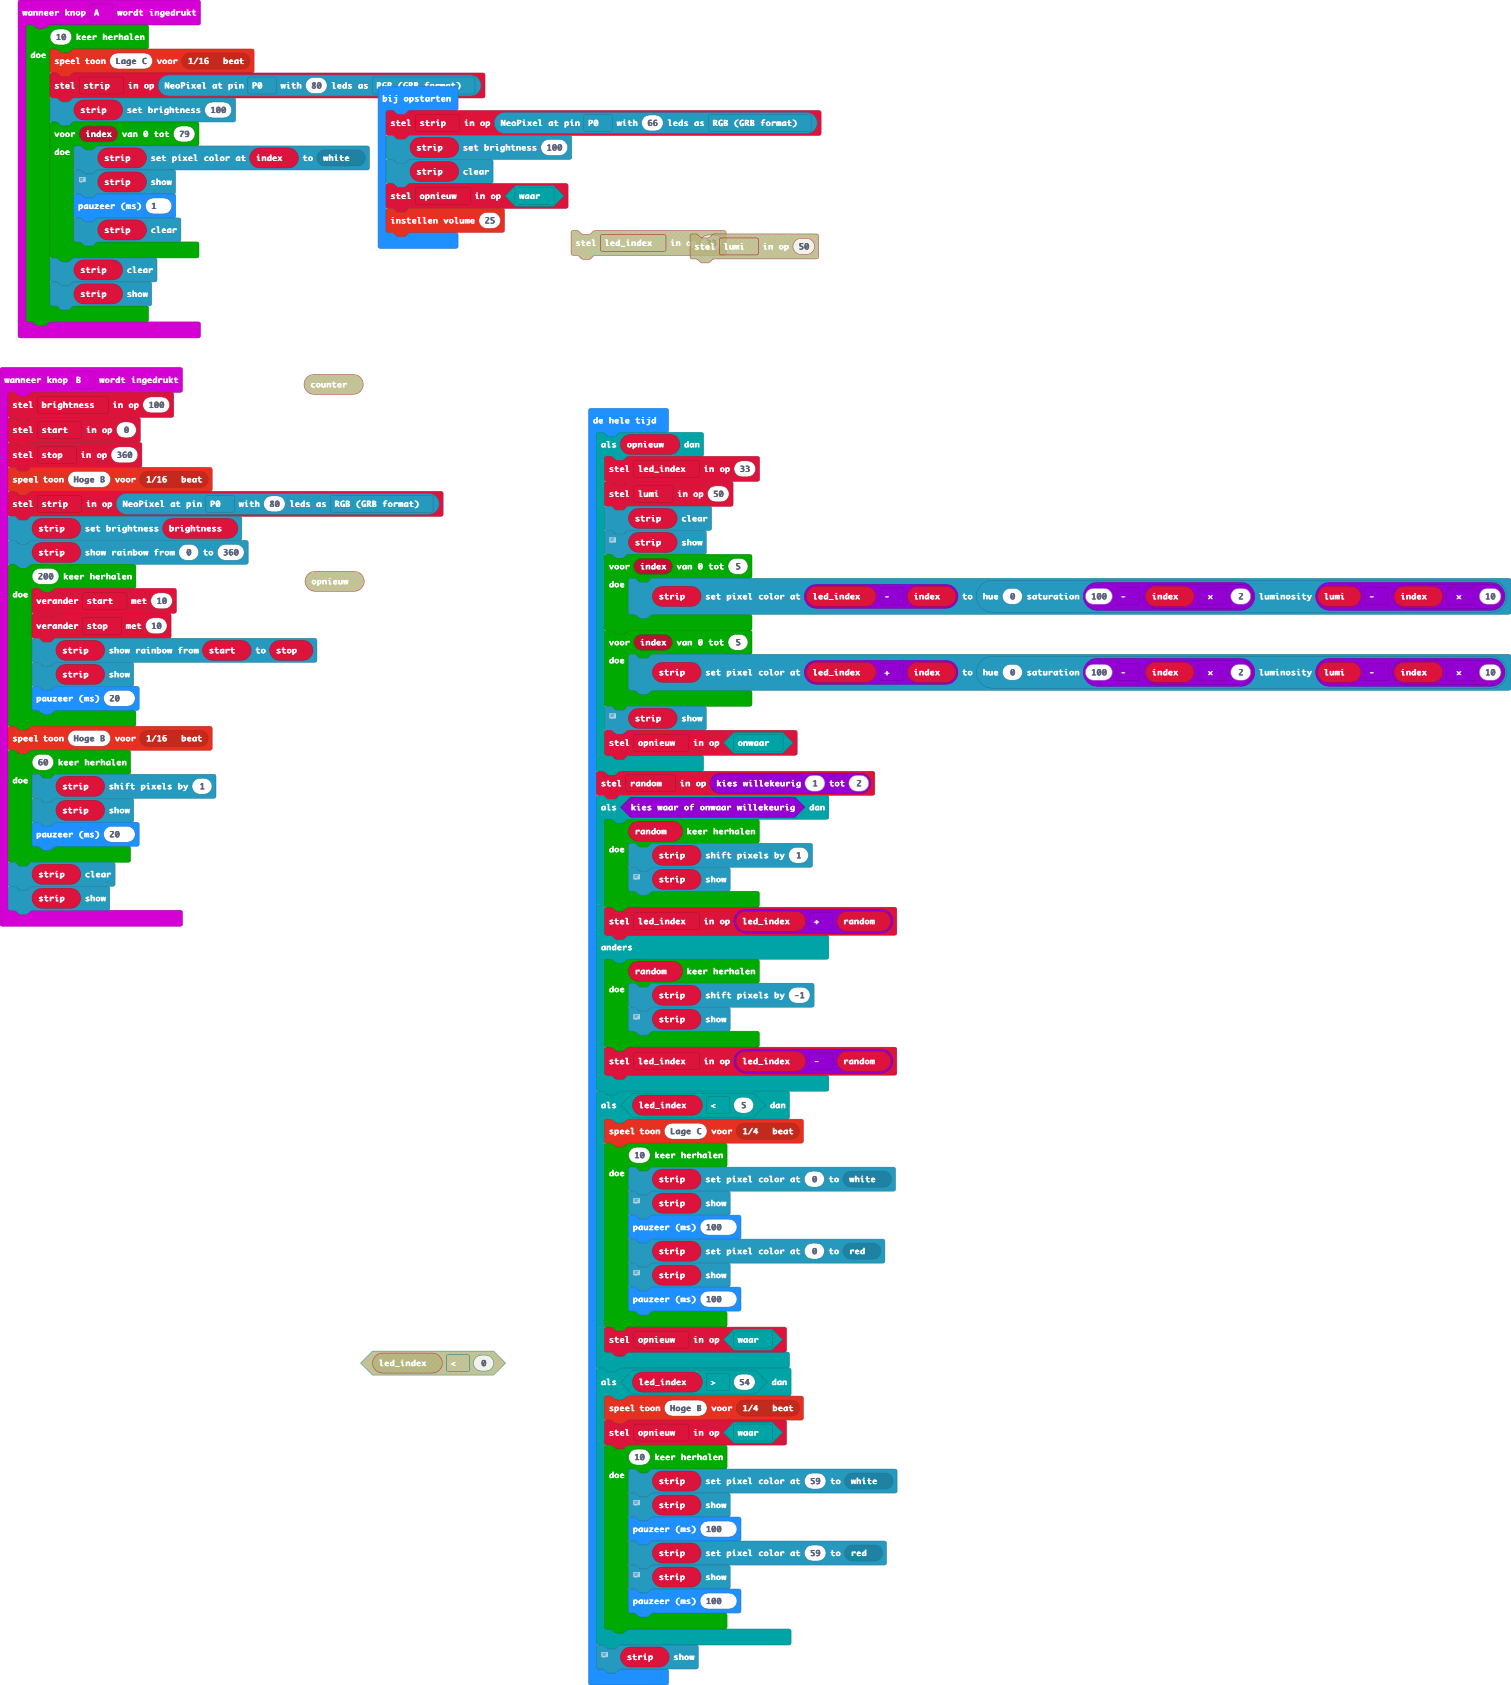 wanneer knop A wordt ingedrukt
10 keer herhalen
doe
speel toon Lage C voor 1/16 beat
stel strip in op NeoPixel at pin P0 with 80 leds as RGB (GRB format)
strip set brightness 100
voor index van 0 tot 79
doe
strip set pixel color at index to white
strip show
pauzeer (ms) 1
strip clear
strip clear
strip show
bij opstarten
stel strip in op NeoPixel at pin P0 with 66 leds as RGB (GRB format)
strip set brightness 100
strip clear
stel opnieuw in op waar
instellen volume 25
stel led_index in
stel lumi in op 50
wanneer knop B wordt ingedrukt
stel brightness in op 100
stel start in op 0
stel stop in op 360
speel toon Hoge B voor 1/16 beat
stel strip in op NeoPixel at pin P0 with 80 leds as RGB (GRB format)
strip set brightness brightness
strip show rainbow from 0 to 360
200 keer herhalen
doe
verander start met 10
verander stop met 10
strip show rainbow from start to stop
strip show
pauzeer (ms) 20
speel toon Hoge B voor 1/16 beat
60 keer herhalen
doe
strip shift pixels by 1
strip show
pauzeer (ms) 20
strip clear
strip show
counter
opnieuw
led_index < 0
de hele tijd
als opnieuw dan
stel led_index in op 33
stel lumi in op 50
strip clear
strip show
voor index van 0 tot 5
doe
strip set pixel color at led_index - index to hue 0 saturation 100 - index × 2 luminosity lumi - index × 10
voor index van 0 tot 5
doe
strip set pixel color at led_index + index to hue 0 saturation 100 - index × 2 luminosity lumi - index × 10
strip show
stel opnieuw in op onwaar
stel random in op kies willekeurig 1 tot 2
als kies waar of onwaar willekeurig dan
random keer herhalen
doe
strip shift pixels by 1
strip show
stel led_index in op led_index + random
anders
random keer herhalen
doe
strip shift pixels by -1
strip show
stel led_index in op led_index - random
als led_index < 5 dan
speel toon Lage C voor 1/4 beat
10 keer herhalen
doe
strip set pixel color at 0 to white
strip show
pauzeer (ms) 100
strip set pixel color at 0 to red
strip show
pauzeer (ms) 100
stel opnieuw in op waar
als led_index > 54 dan
speel toon Hoge B voor 1/4 beat
stel opnieuw in op waar
10 keer herhalen
doe
strip set pixel color at 59 to white
strip show
pauzeer (ms) 100
strip set pixel color at 59 to red
strip show
pauzeer (ms) 100
strip show